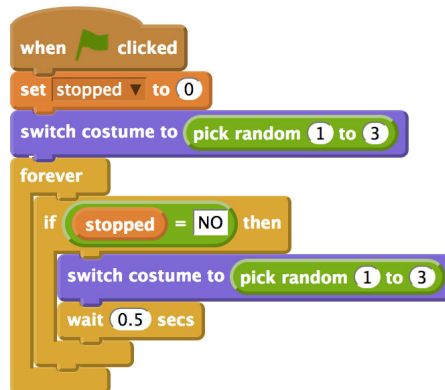 when clicked
set stopped to 0
switch costume to pick random 1 to 3
forever
if stopped = NO then
switch costume to pick random 1 to 3
wait 0.5 secs